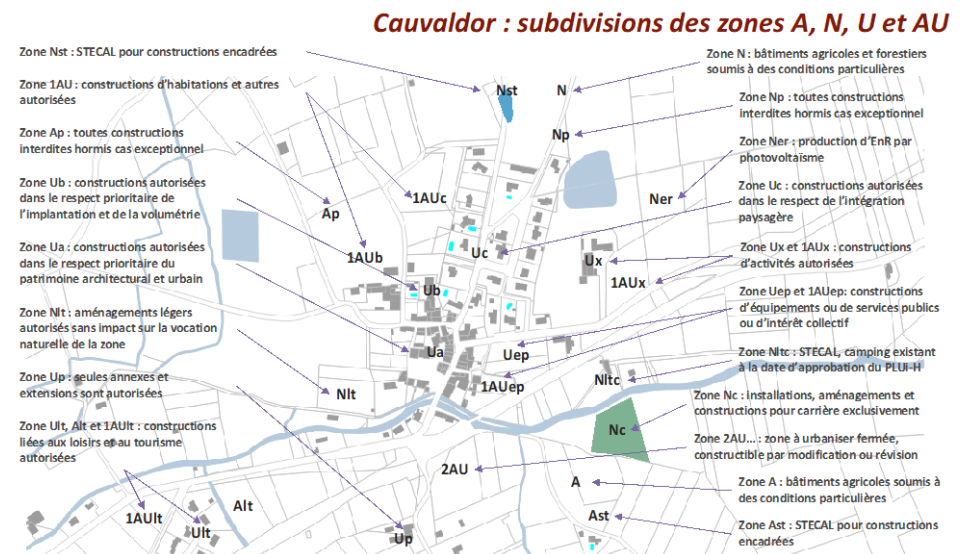 Cauvaldor : subdivisions des zones A, N, U et AU
Zone Nst : STECAL pour constructions encadrées
Zone 1AU : constructions d'habitations et autres
autorisées
Zone Ap : toutes constructions
interdites hormis cas exceptionnel
Zone Ub : constructions autorisées
dans le respect prioritaire de
l'implantation et de la volumétrie
Zone Ua : constructions autorisées
dans le respect prioritaire du
patrimoine architectural et urbain
Zone Nlt : aménagements légers
autorisés sans impact sur la vocation
naturelle de la zone
Zone Up : seules annexes et
extensions sont autorisées
Zone Ult, Alt et 1AUlt : constructions
liées aux loisirs et au tourisme
autorisées
Nst
N
Np
1AUc
Ner
Ap
Uc
1AUb
Ux
1AUx
Ub
Ua
Uep
1AUep
Nltc
Nlt
Nc
2AU
A
Alt
1AUlt
Ult
Ast
Up
Zone N : bâtiments agricoles et forestiers
soumis à des conditions particulières
Zone Np : toutes constructions
interdites hormis cas exceptionnel
Zone Ner : production d'EnR par
photovoltaïsme
Zone Uc : constructions autorisées
dans le respect de l'intégration
paysagère
Zone Ux et 1AUx : constructions
d'activités autorisées
Zone Uep et 1AUep: constructions
d'équipements ou de services publics
ou d'intérêt collectif
Zone Nltc : STECAL, camping existant
à la date d'approbation du PLUi-H
Zone Nc : installations, aménagements et
constructions pour carrière exclusivement
Zone 2AU... : zone à urbaniser fermée,
constructible par modification ou révision
Zone A : bâtiments agricoles soumis à
des conditions particulières
Zone Ast : STECAL pour constructions
encadrées